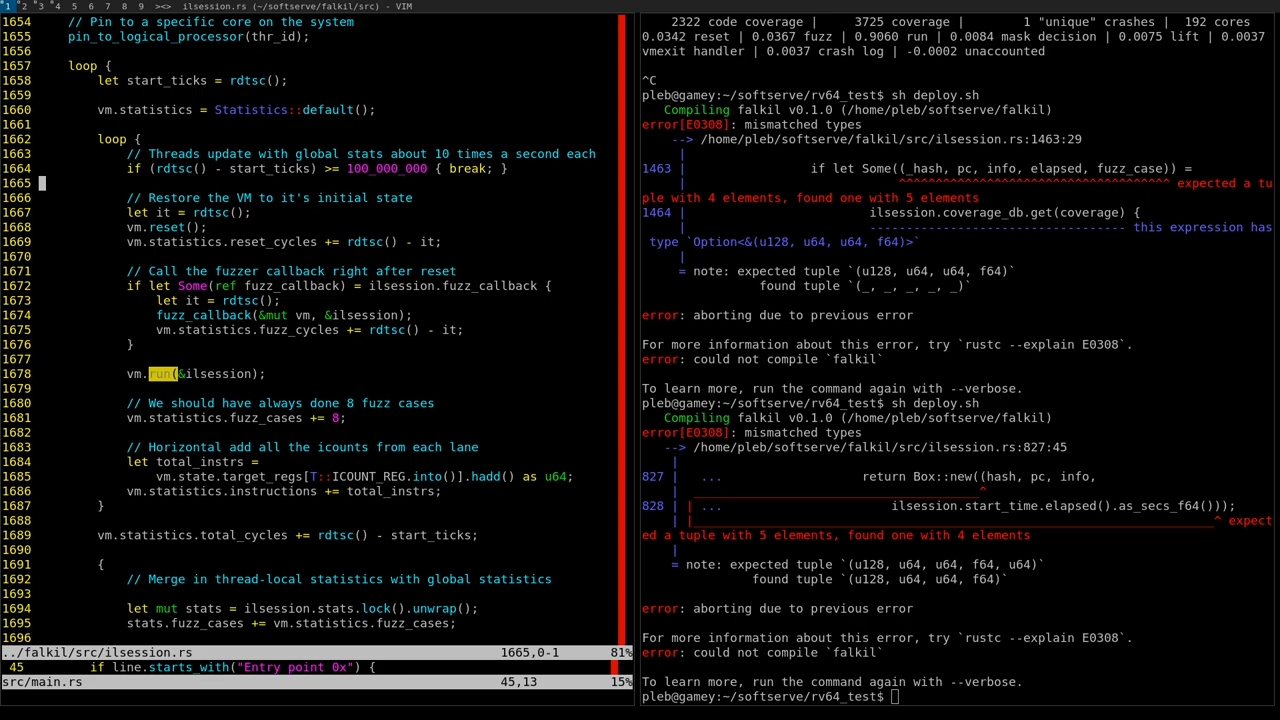 1 2 3 4 5 6 7 8 9 ><> ilsession.rs (~/softserve/falkil/src) - VIM
1654     // Pin to a specific core on the system
1655     pin_to_logical_processor(thr_id);
1656
1657     loop {
1658         let start_ticks = rdtsc();
1659
1660         vm.statistics = Statistics::default();
1661
1662         loop {
1663             // Threads update with global stats about 10 times a second each
1664             if (rdtsc() - start_ticks) >= 100_000_000 { break; }
1665
1666             // Restore the VM to it's initial state
1667             let it = rdtsc();
1668             vm.reset();
1669             vm.statistics.reset_cycles += rdtsc() - it;
1670
1671             // Call the fuzzer callback right after reset
1672             if let Some(ref fuzz_callback) = ilsession.fuzz_callback {
1673                 let it = rdtsc();
1674                 fuzz_callback(&mut vm, &ilsession);
1675                 vm.statistics.fuzz_cycles += rdtsc() - it;
1676             }
1677
1678             vm.run(&ilsession);
1679
1680             // We should have always done 8 fuzz cases
1681             vm.statistics.fuzz_cases += 8;
1682
1683             // Horizontal add all the icounts from each lane
1684             let total_instrs =
1685                 vm.state.target_regs[T::ICOUNT_REG.into()].hadd() as u64;
1686             vm.statistics.instructions += total_instrs;
1687         }
1688
1689         vm.statistics.total_cycles += rdtsc() - start_ticks;
1690
1691         {
1692             // Merge in thread-local statistics with global statistics
1693
1694             let mut stats = ilsession.stats.lock().unwrap();
1695             stats.fuzz_cases += vm.statistics.fuzz_cases;
1696
../falkil/src/ilsession.rs 1665,0-1 81%
45         if line.starts_with("Entry point 0x") {
src/main.rs 45,13 15%
2322 code coverage |     3725 coverage |        1 "unique" crashes |  192 cores
0.0342 reset | 0.0367 fuzz | 0.9060 run | 0.0084 mask decision | 0.0075 lift | 0.0037
vmexit handler | 0.0037 crash log | -0.0002 unaccounted
^C
pleb@gamey:~/softserve/rv64_test$ sh deploy.sh
Compiling falkil v0.1.0 (/home/pleb/softserve/falkil)
error[E0308]: mismatched types
--> /home/pleb/softserve/falkil/src/ilsession.rs:1463:29
|
1463 |                 if let Some((_hash, pc, info, elapsed, fuzz_case)) =
| ^^^^^^^^^^^^^^^^^^^^^^^^^^^^^^^^^^^^^ expected a tu
ple with 4 elements, found one with 5 elements
1464 |                         ilsession.coverage_db.get(coverage) {
| ----------------------------------- this expression has
type `Option<&(u128, u64, u64, f64)>`
|
= note: expected tuple `(u128, u64, u64, f64)`
found tuple `(_, _, _, _, _)`
error: aborting due to previous error
For more information about this error, try `rustc --explain E0308`.
error: could not compile `falkil`
To learn more, run the command again with --verbose.
pleb@gamey:~/softserve/rv64_test$ sh deploy.sh
Compiling falkil v0.1.0 (/home/pleb/softserve/falkil)
error[E0308]: mismatched types
--> /home/pleb/softserve/falkil/src/ilsession.rs:827:45
|
827 |   ...                   return Box::new((hash, pc, info,
| _______________________________________^
828 | | ...                       ilsession.start_time.elapsed().as_secs_f64()));
| |_______________________________________________________________________^ expect
ed a tuple with 5 elements, found one with 4 elements
|
= note: expected tuple `(u128, u64, u64, f64, u64)`
found tuple `(u128, u64, u64, f64)`
error: aborting due to previous error
For more information about this error, try `rustc --explain E0308`.
error: could not compile `falkil`
To learn more, run the command again with --verbose.
pleb@gamey:~/softserve/rv64_test$